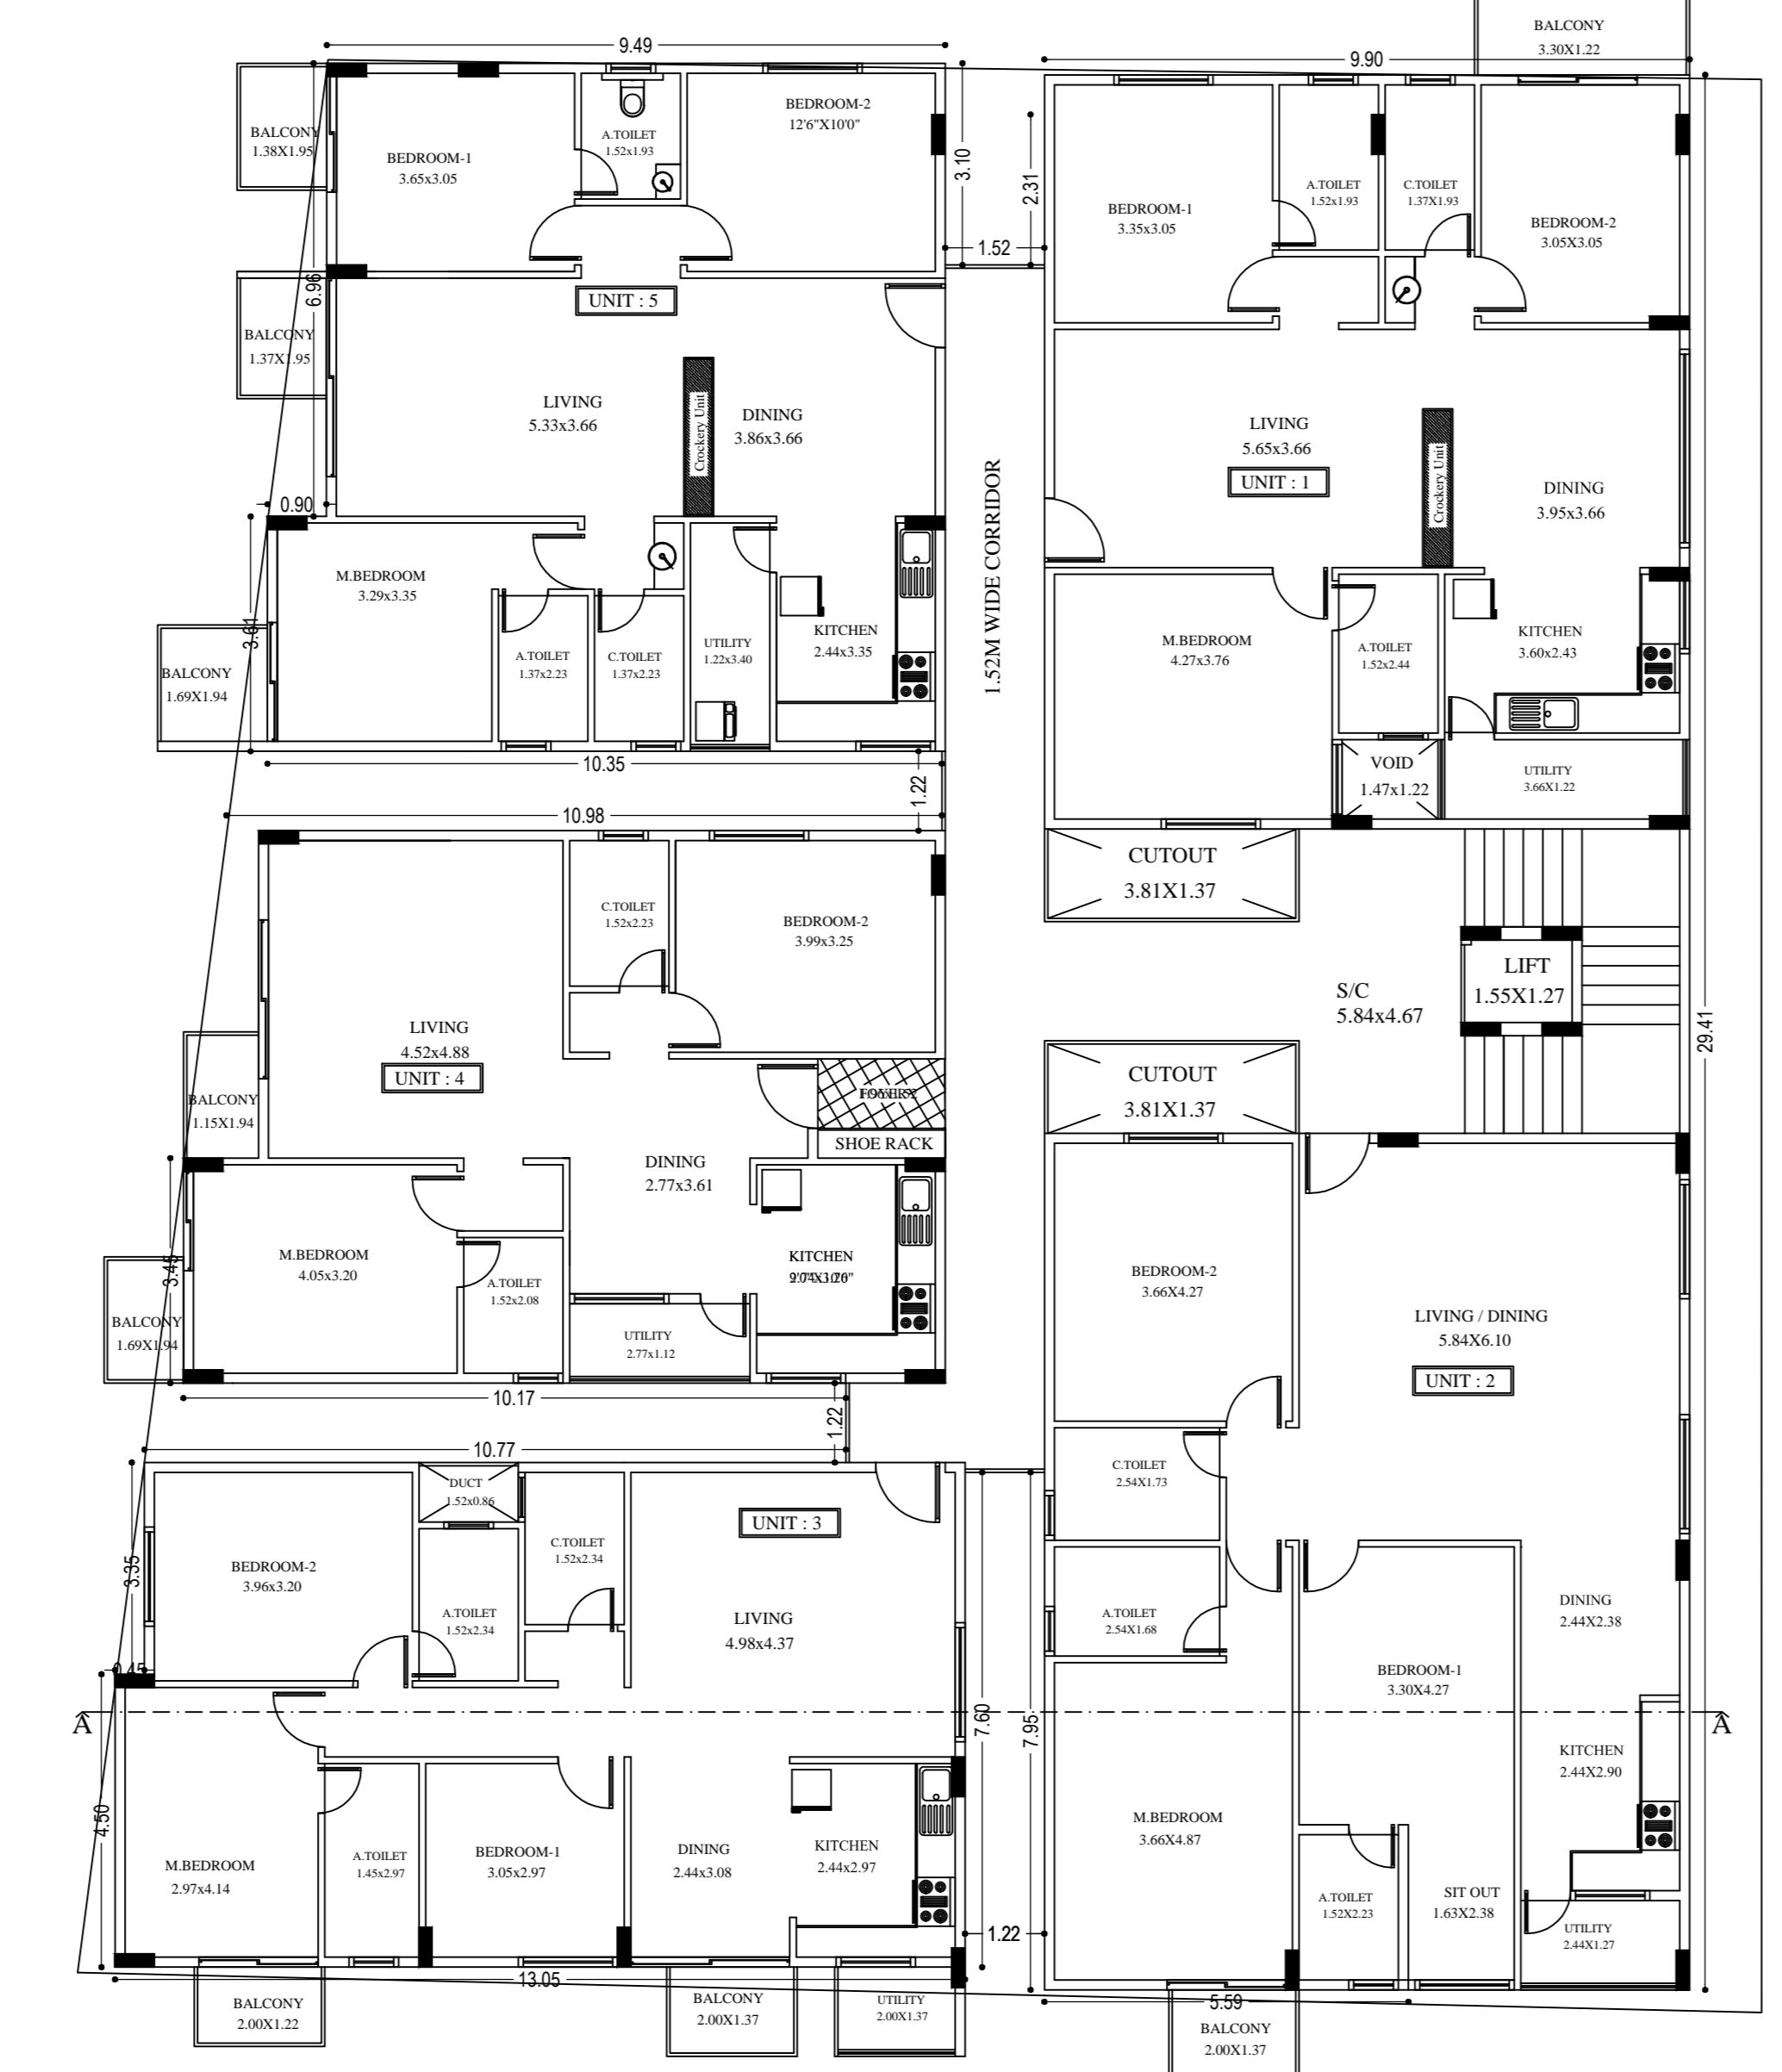 BALCONY
3.30X1.22
9.49
9.90
BALCONY
1.38X1.95
BEDROOM-1
3.65x3.05
A.TOILET
1.52x1.93
BEDROOM-2
12'6"X10'0"
3.10
2.31
1.52
BEDROOM-1
3.35x3.05
A.TOILET
1.52x1.93
C.TOILET
1.37X1.93
BEDROOM-2
3.05X3.05
6.96
UNIT : 5
BALCONY
1.37X1.95
LIVING
5.33x3.66
Crockery Unit
DINING
3.86x3.66
1.52M WIDE CORRIDOR
LIVING
5.65x3.66
UNIT : 1
Crockery Unit
DINING
3.95x3.66
0.90
M.BEDROOM
3.29x3.35
3.61
BALCONY
1.69X1.94
A.TOILET
1.37x2.23
C.TOILET
1.37x2.23
UTILITY
1.22x3.40
KITCHEN
2.44x3.35
M.BEDROOM
4.27x3.76
A.TOILET
1.52x2.44
KITCHEN
3.60x2.43
VOID
1.47x1.22
UTILITY
3.66X1.22
10.35
1.22
10.98
CUTOUT
3.81X1.37
C.TOILET
1.52x2.23
BEDROOM-2
3.99x3.25
LIFT
1.55X1.27
S/C
5.84x4.67
29.41
LIVING
4.52x4.88
UNIT : 4
CUTOUT
3.81X1.37
BALCONY
1.15X1.94
SHOE RACK
DINING
2.77x3.61
M.BEDROOM
4.05x3.20
3.45
A.TOILET
1.52x2.08
KITCHEN
BALCONY
1.69X1.94
UTILITY
2.77x1.12
BEDROOM-2
3.66X4.27
LIVING / DINING
5.84X6.10
UNIT : 2
10.17
1.22
10.77
DUCT
1.52x0.86
UNIT : 3
C.TOILET
2.54X1.73
3.35
BEDROOM-2
3.96x3.20
C.TOILET
1.52x2.34
A.TOILET
1.52x2.34
LIVING
4.98x4.37
A.TOILET
2.54X1.68
DINING
2.44X2.38
0.45
BEDROOM-1
3.30X4.27
A
7.60
7.95
A
KITCHEN
2.44X2.90
4.50
M.BEDROOM
2.97x4.14
A.TOILET
1.45x2.97
BEDROOM-1
3.05x2.97
DINING
2.44x3.08
KITCHEN
2.44x2.97
M.BEDROOM
3.66X4.87
A.TOILET
1.52X2.23
SIT OUT
1.63X2.38
UTILITY
2.44X1.27
1.22
13.05
5.59
BALCONY
2.00X1.22
BALCONY
2.00X1.37
UTILITY
2.00X1.37
BALCONY
2.00X1.37